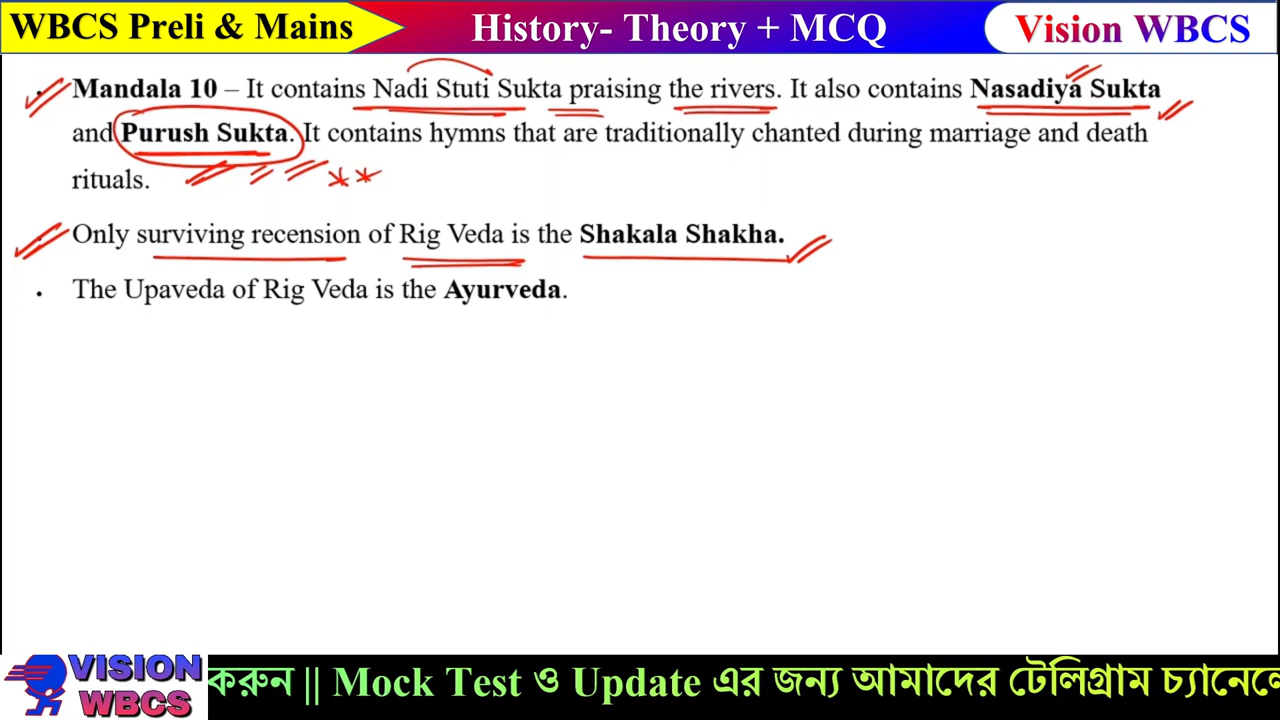 WBCS Preli & Mains
History- Theory + MCQ
Vision WBCS
Mandala 10 – It contains Nadi Stuti Sukta praising the rivers. It also contains Nasadiya Sukta
and Purush Sukta. It contains hymns that are traditionally chanted during marriage and death
rituals.
Only surviving recension of Rig Veda is the Shakala Shakha.
The Upaveda of Rig Veda is the Ayurveda.
VISION
WBCS
করুন || Mock Test ও Update এর জন্য আমাদের টেলিগ্রাম চ্যানেলে